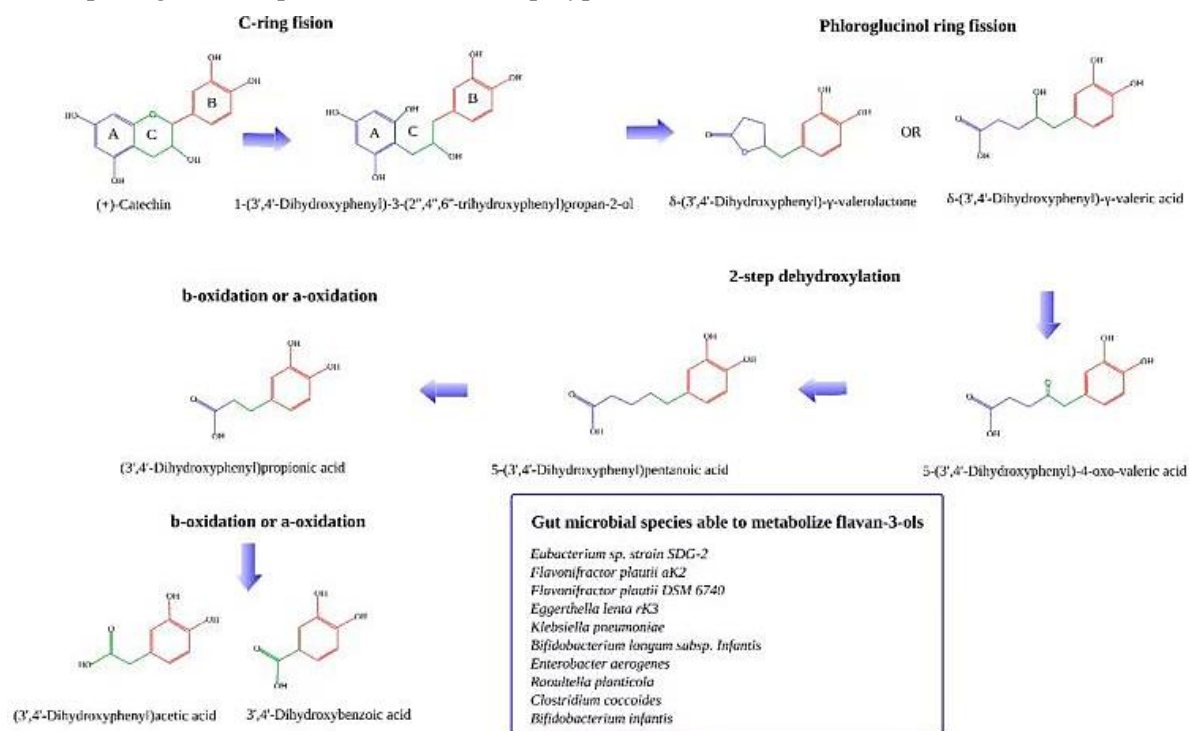 C-ring fision
Phloroglucinol ring fission
OH
OH
HO
O
B
A
C
OH
OH
(+)-Catechin
OH
OH
HO
OH
B
A
C
OH
OH
1-(3',4'-Dihydroxyphenyl)-3-(2",4",6"-trihydroxyphenyl)propan-2-ol
OH
OH
O
O
δ-(3',4'-Dihydroxyphenyl)-γ-valerolactone
OR
OH
OH
OH
O
OH
δ-(3',4'-Dihydroxyphenyl)-γ-valeric acid
2-step dehydroxylation
b-oxidation or a-oxidation
OH
OH
O
OH
(3',4'-Dihydroxyphenyl)propionic acid
OH
OH
O
OH
5-(3',4'-Dihydroxyphenyl)pentanoic acid
OH
OH
O
O
OH
5-(3',4'-Dihydroxyphenyl)-4-oxo-valeric acid
b-oxidation or a-oxidation
OH
OH
O
HO
(3',4'-Dihydroxyphenyl)acetic acid
OH
OH
O
OH
3',4'-Dihydroxybenzoic acid
Gut microbial species able to metabolize flavan-3-ols
Eubacterium sp. strain SDG-2
Flavonifractor plautii aK2
Flavonifractor plautii DSM 6740
Eggerthella lenta rK3
Klebsiella pneumoniae
Bifidobacterium longum subsp. Infantis
Enterobacter aerogenes
Raoultella planticola
Clostridium coccoides
Bifidobacterium infantis